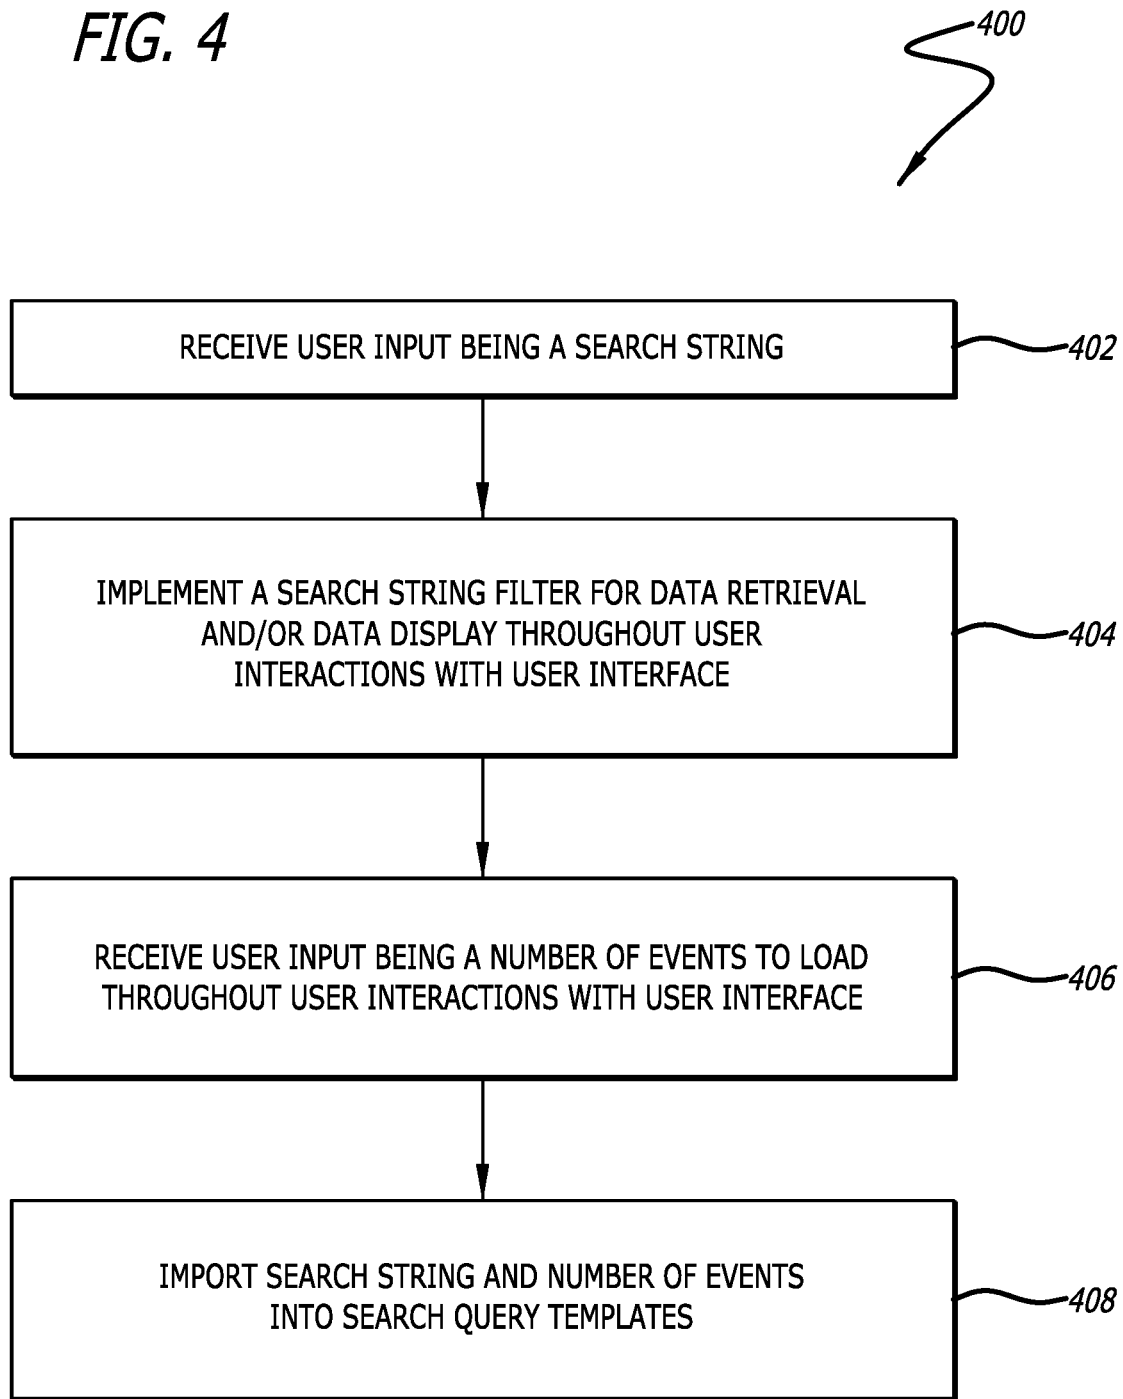 FIG. 4
400
RECEIVE USER INPUT BEING A SEARCH STRING
402
IMPLEMENT A SEARCH STRING FILTER FOR DATA RETRIEVAL
AND/OR DATA DISPLAY THROUGHOUT USER
INTERACTIONS WITH USER INTERFACE
404
RECEIVE USER INPUT BEING A NUMBER OF EVENTS TO LOAD
THROUGHOUT USER INTERACTIONS WITH USER INTERFACE
406
IMPORT SEARCH STRING AND NUMBER OF EVENTS
INTO SEARCH QUERY TEMPLATES
408